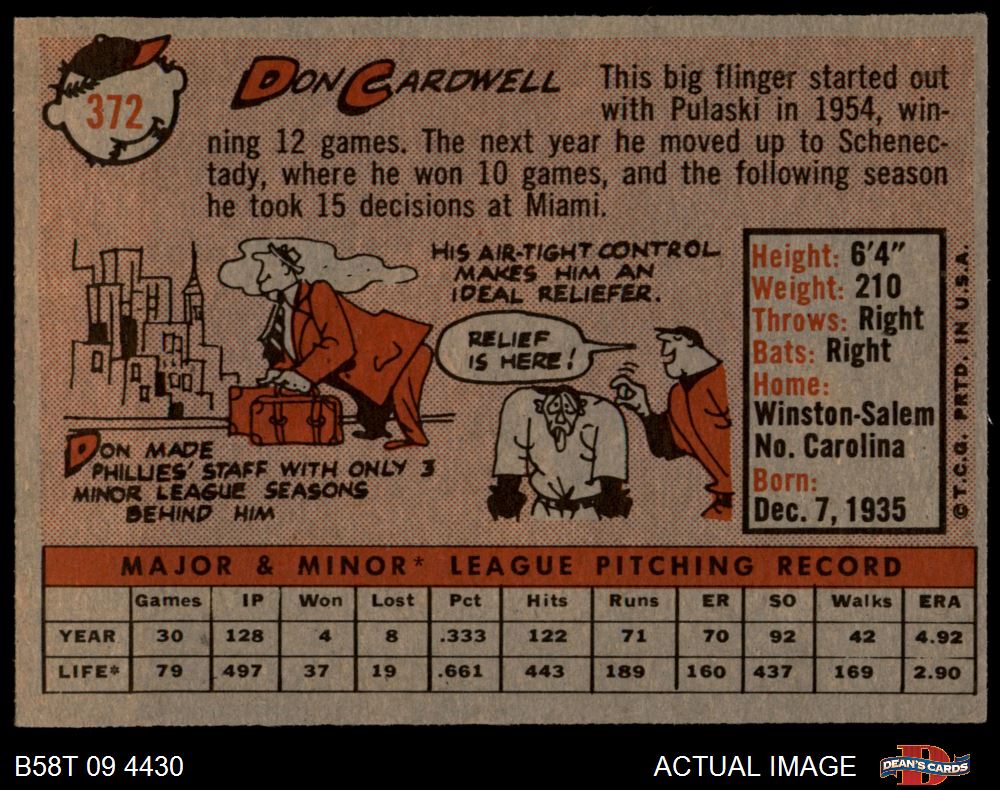 372
DON CARDWELL
This big flinger started out
with Pulaski in 1954, win-
ning 12 games. The next year he moved up to Schenec-
tady, where he won 10 games, and the following season
he took 15 decisions at Miami.
HIS AIR-TIGHT CONTROL
MAKES HIM AN
IDEAL RELIEFER.
RELIEF
IS HERE!
DON MADE
PHILLIES' STAFF WITH ONLY 3
MINOR LEAGUE SEASONS
BEHIND HIM
Height: 6'4"
Weight: 210
Throws: Right
Bats: Right
Home:
Winston-Salem
No. Carolina
Born:
Dec. 7, 1935
© T.C.G. PRTD. IN U.S.A.
MAJOR & MINOR* LEAGUE PITCHING RECORD
Games IP Won Lost Pct Hits Runs ER SO Walks ERA
YEAR 30 128 4 8 .333 122 71 70 92 42 4.92
LIFE* 79 497 37 19 .661 443 189 160 437 169 2.90
B58T 09 4430
ACTUAL IMAGE
DEAN'S CARDS